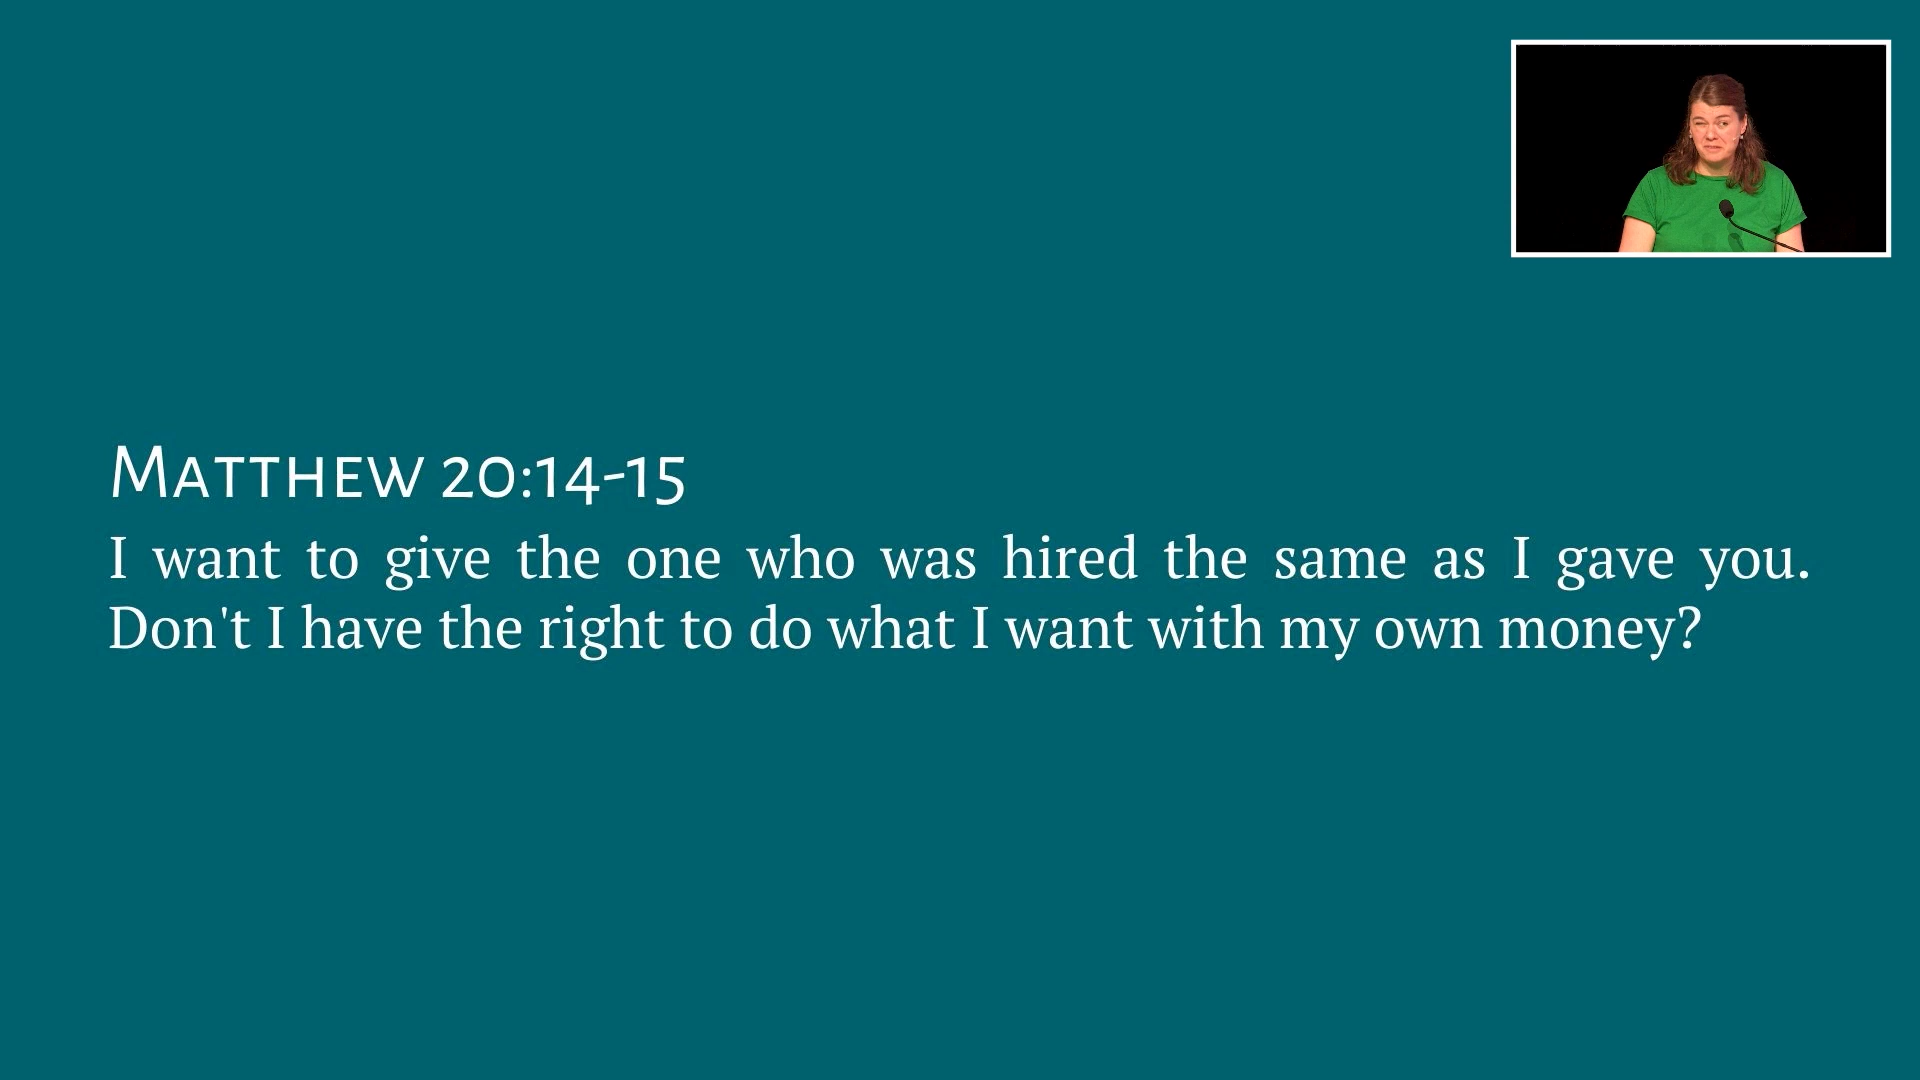 Matthew 20:14-15
I want to give the one who was hired the same as I gave you.
Don't I have the right to do what I want with my own money?